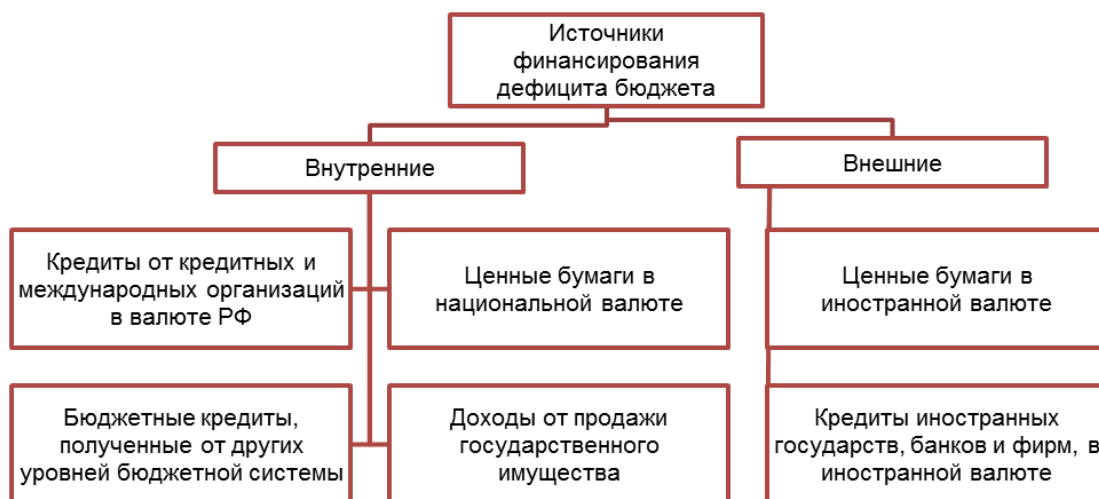 Источники
финансирования
дефицита бюджета
Внутренние
Внешние
Кредиты от кредитных и
международных организаций
в валюте РФ
Ценные бумаги в
национальной валюте
Ценные бумаги в
иностранной валюте
Бюджетные кредиты,
полученные от других
уровней бюджетной системы
Доходы от продажи
государственного
имущества
Кредиты иностранных
государств, банков и фирм, в
иностранной валюте